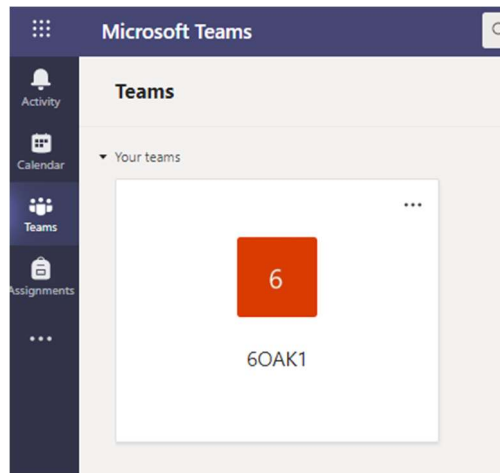 Microsoft Teams
Activity
Teams
Calendar
Your teams
Teams
6
Assignments
6OAK1